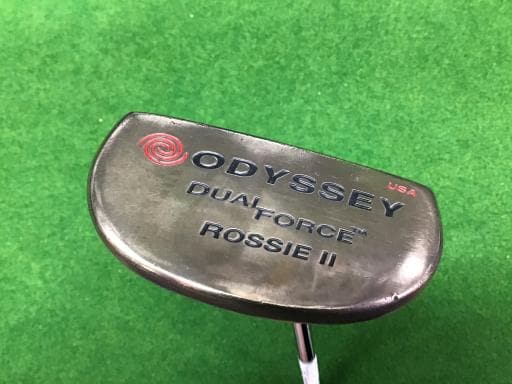 ODYSSEY
USA
DUAL FORCE™
ROSSIE II